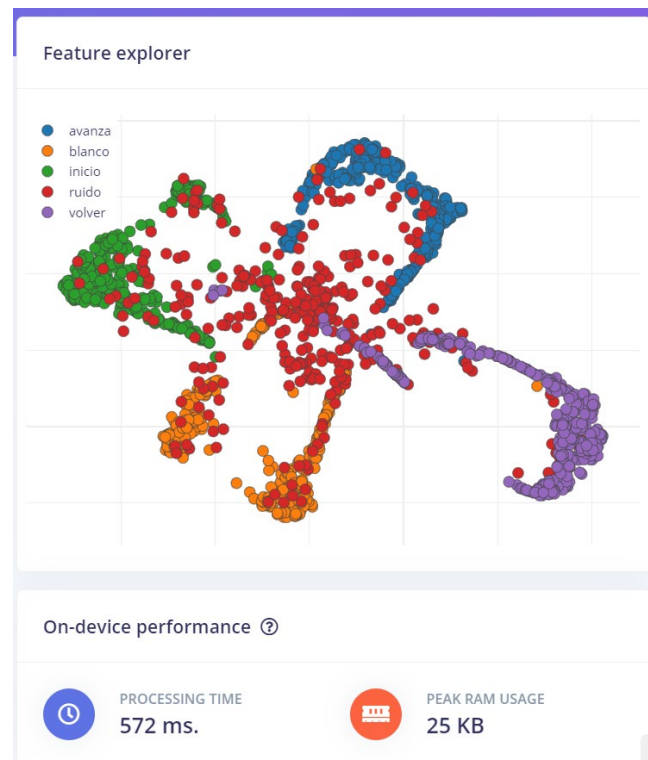 Feature explorer
avanza
blanco
inicio
ruido
volver
On-device performance ?
PROCESSING TIME
572 ms.
PEAK RAM USAGE
25 KB